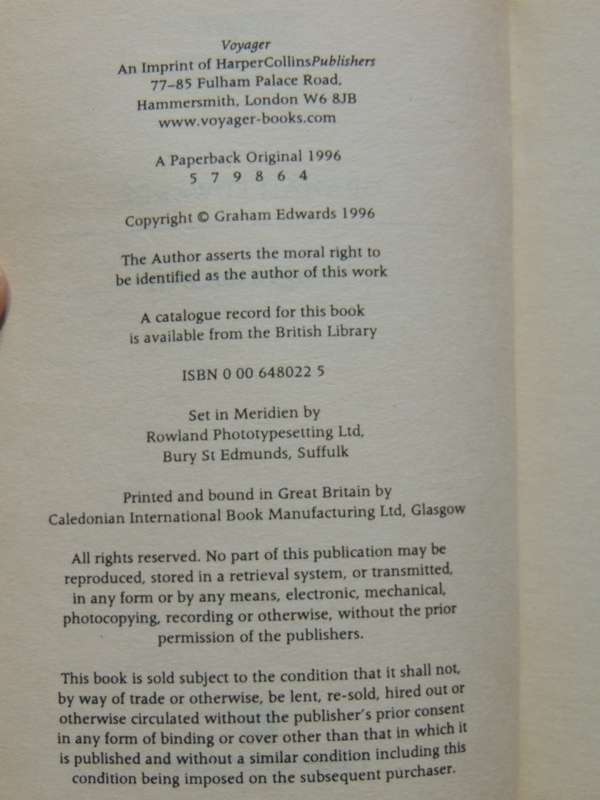 Voyager
An Imprint of HarperCollinsPublishers
77–85 Fulham Palace Road,
Hammersmith, London W6 8JB
www.voyager-books.com
A Paperback Original 1996
5 7 9 8 6 4
Copyright © Graham Edwards 1996
The Author asserts the moral right to
be identified as the author of this work
A catalogue record for this book
is available from the British Library
ISBN 0 00 648022 5
Set in Meridien by
Rowland Phototypesetting Ltd,
Bury St Edmunds, Suffulk
Printed and bound in Great Britain by
Caledonian International Book Manufacturing Ltd, Glasgow
All rights reserved. No part of this publication may be
reproduced, stored in a retrieval system, or transmitted,
in any form or by any means, electronic, mechanical,
photocopying, recording or otherwise, without the prior
permission of the publishers.
This book is sold subject to the condition that it shall not,
by way of trade or otherwise, be lent, re-sold, hired out or
otherwise circulated without the publisher's prior consent
in any form of binding or cover other than that in which it
is published and without a similar condition including this
condition being imposed on the subsequent purchaser.